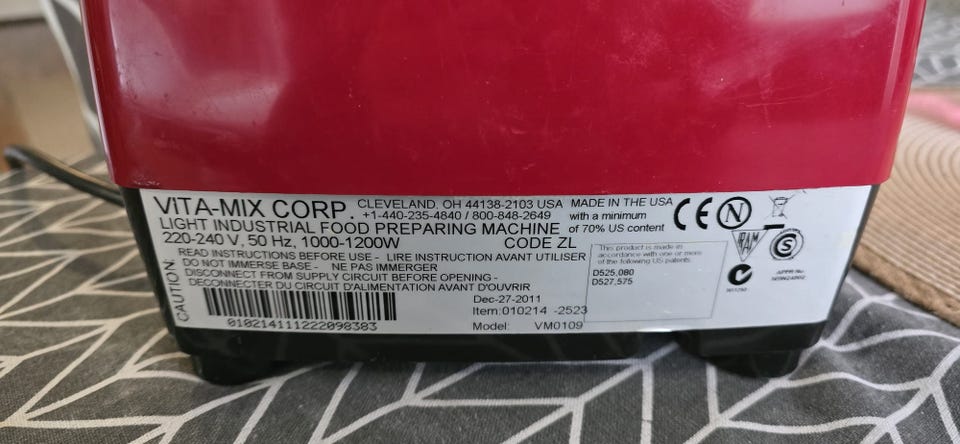 VITA-MIX CORP. CLEVELAND, OH 44138-2103 USA
+1-440-235-4840 / 800-848-2649
LIGHT INDUSTRIAL FOOD PREPARING MACHINE
220-240 V, 50 Hz, 1000-1200W CODE ZL
MADE IN THE USA
with a minimum
of 70% US content
CE N
CAUTION:
READ INSTRUCTIONS BEFORE USE - LIRE INSTRUCTION AVANT UTILISER
DO NOT IMMERSE BASE - NE PAS IMMERGER
DISCONNECT FROM SUPPLY CIRCUIT BEFORE OPENING -
DECONNECTER DU CIRCUIT D'ALIMENTATION AVANT D'OUVRIR
This product is made in
accordance with one or more
of the following US patents.
D525,080
D527,575
IRAM
S
0102141112220983​83
Dec-27-2011
Item:010214 -2523
Model: VM0109